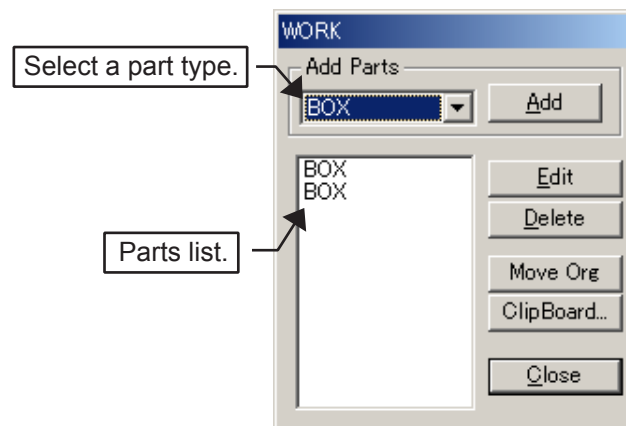 WORK
Select a part type.
Add Parts
BOX
Add
BOX
BOX
Edit
Delete
Parts list.
Move Org
ClipBoard...
Close